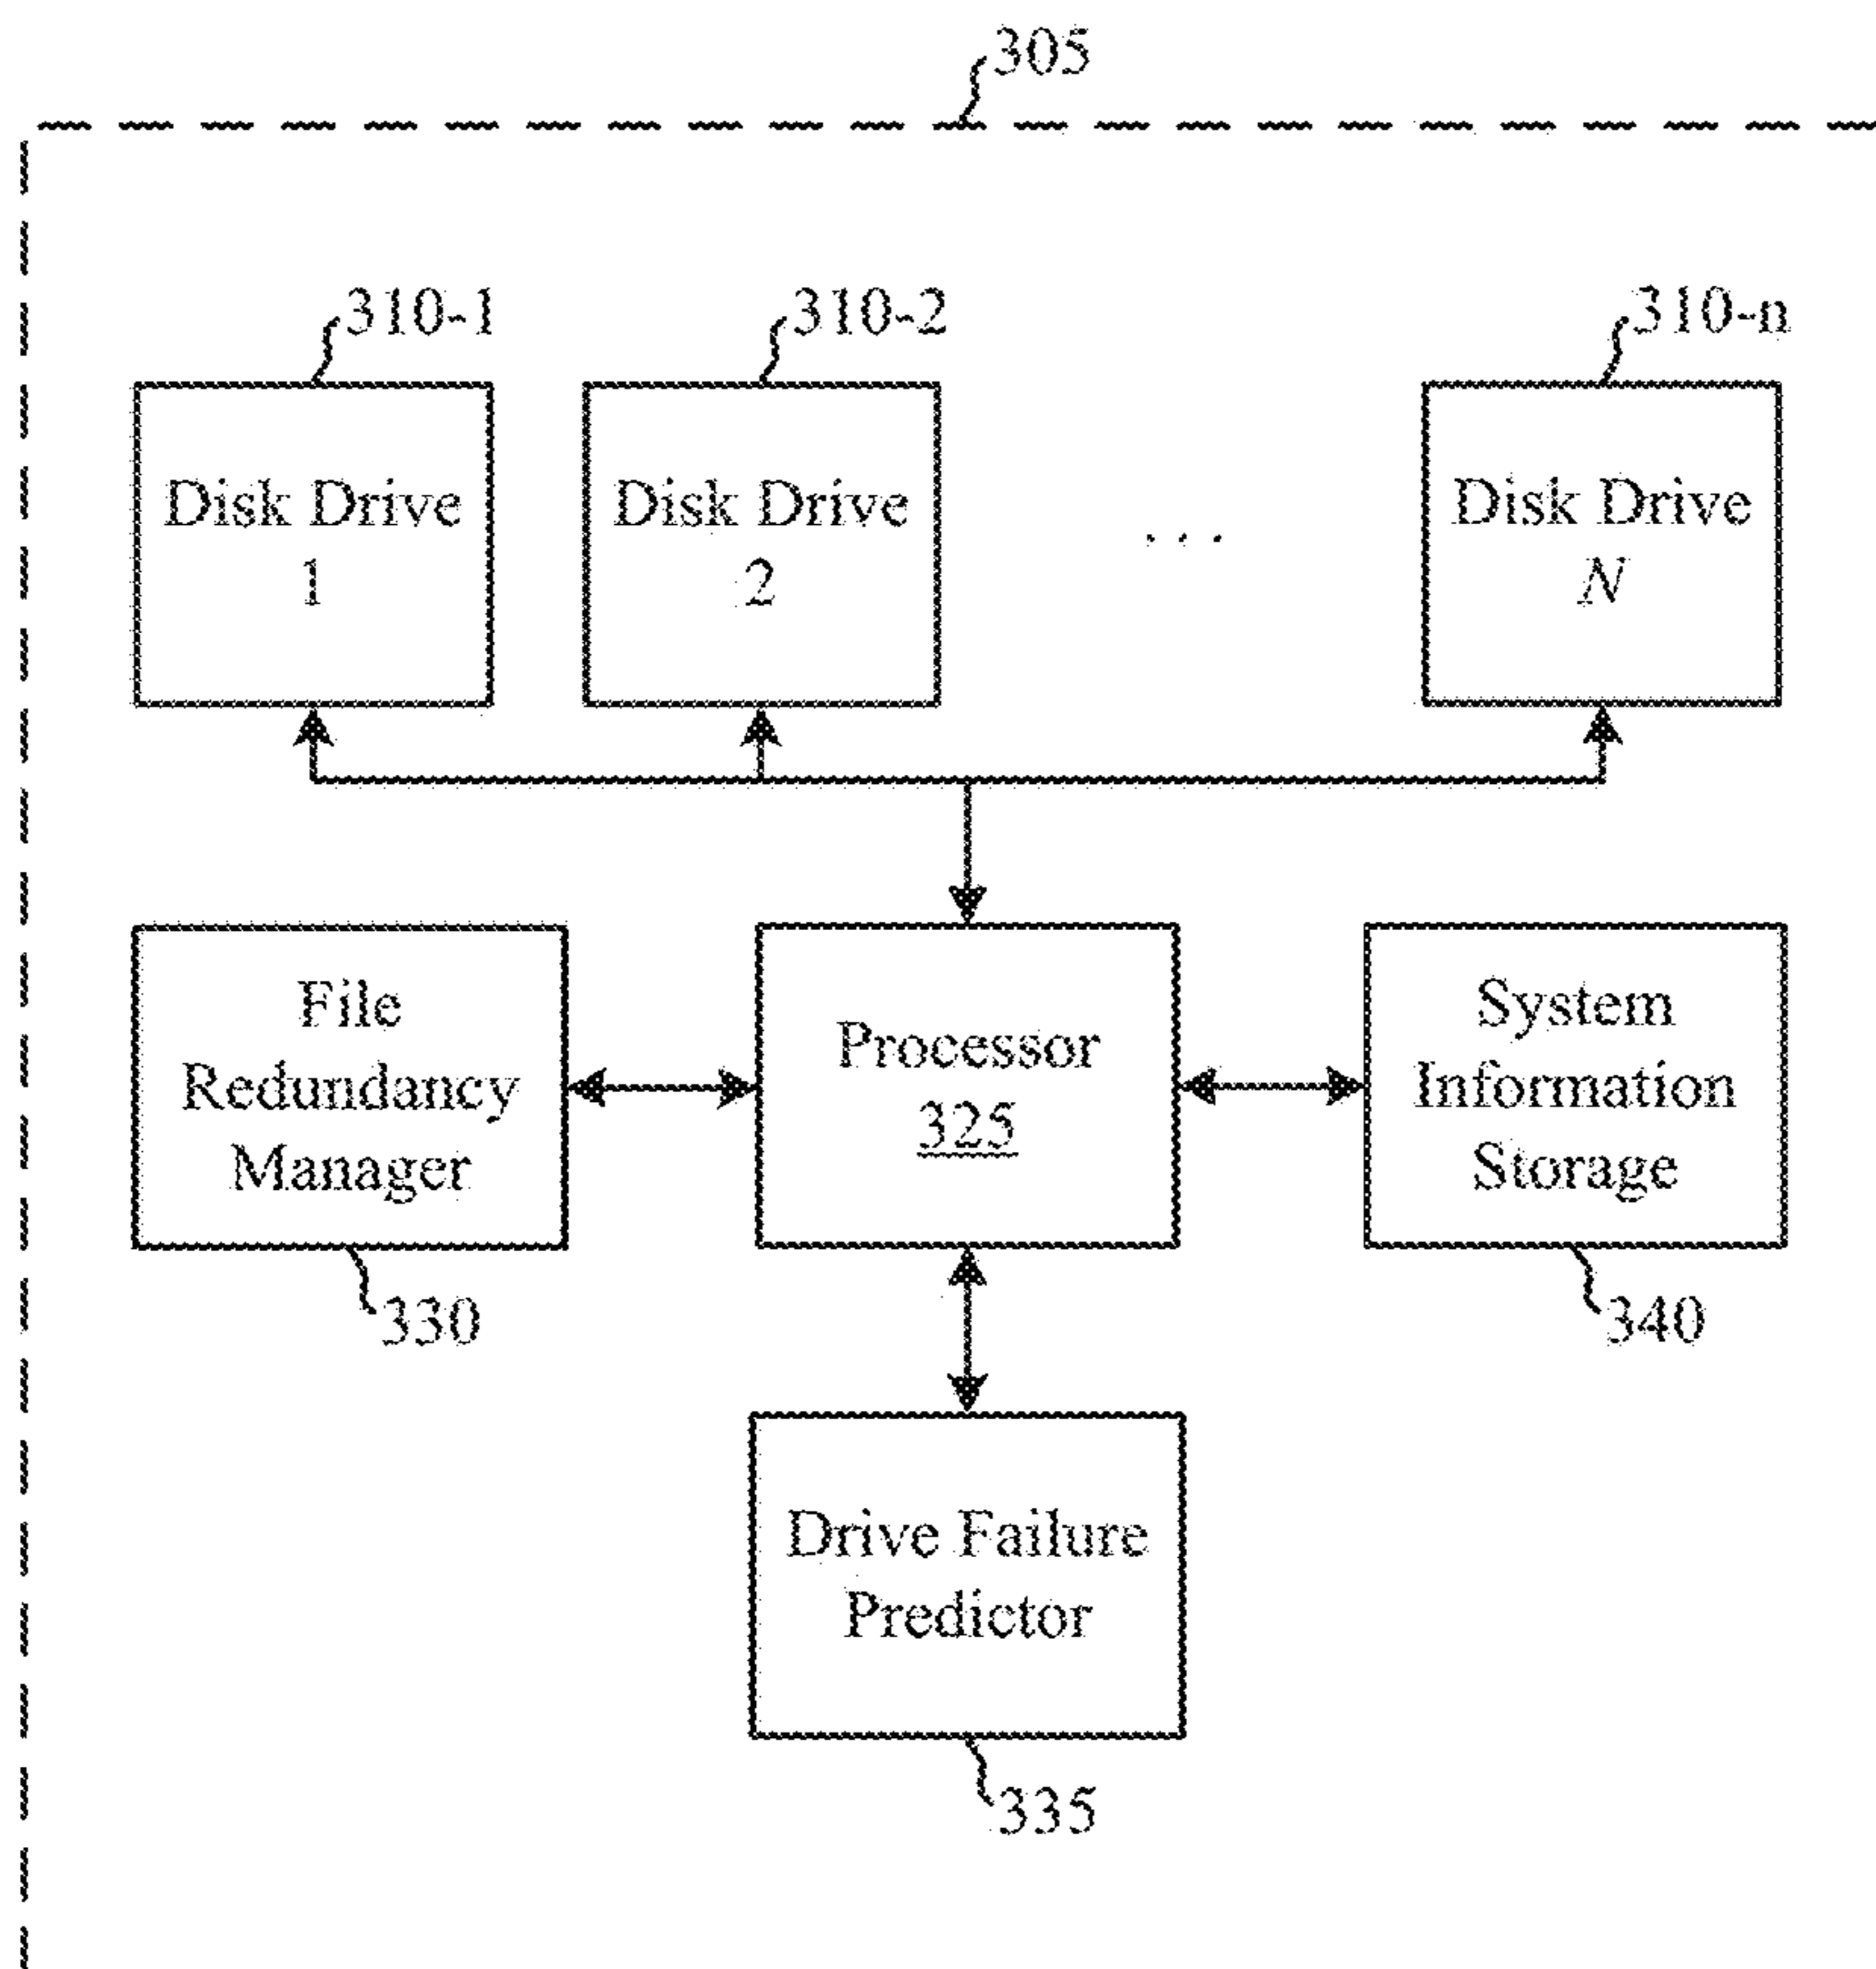 305
310-1
310-2
310-n
Disk Drive
1
Disk Drive
2
. . .
Disk Drive
N
File
Redundancy
Manager
Processor
325
System
Information
Storage
330
340
Drive Failure
Predictor
335